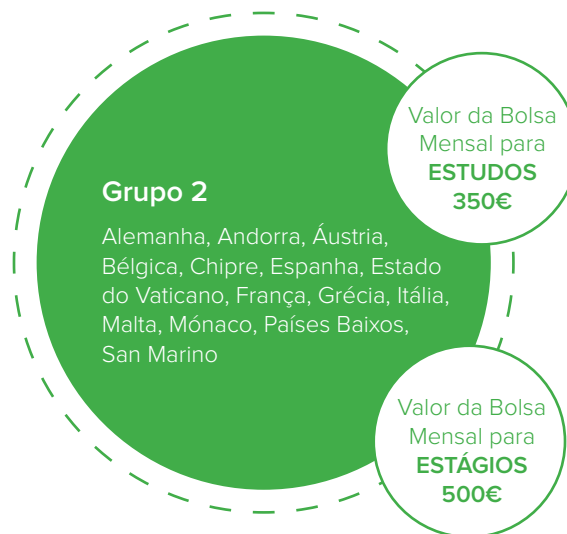 Valor da Bolsa
Mensal para
ESTUDOS
350€
Grupo 2
Alemanha, Andorra, Áustria,
Bélgica, Chipre, Espanha, Estado
do Vaticano, França, Grécia, Itália,
Malta, Mónaco, Países Baixos,
San Marino
Valor da Bolsa
Mensal para
ESTÁGIOS
500€